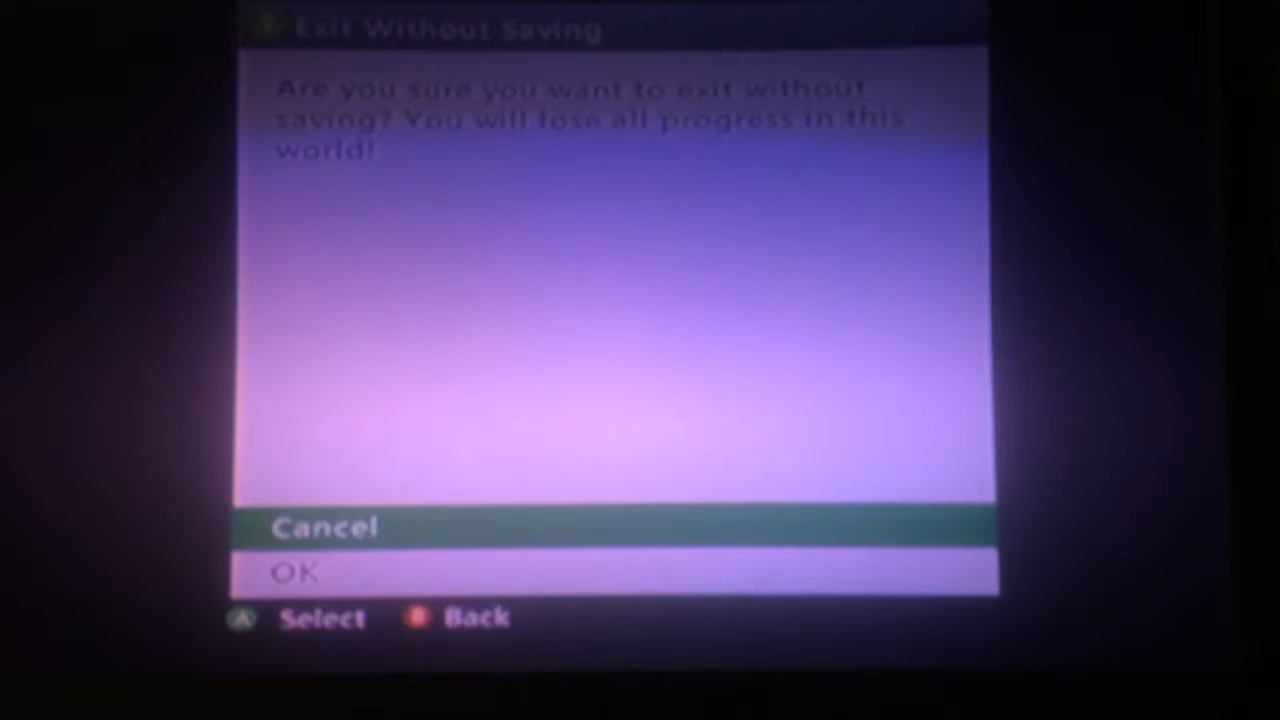 Exit Without Saving
Are you sure you want to exit without
saving? You will lose all progress in this
world!
Cancel
OK
A Select B Back